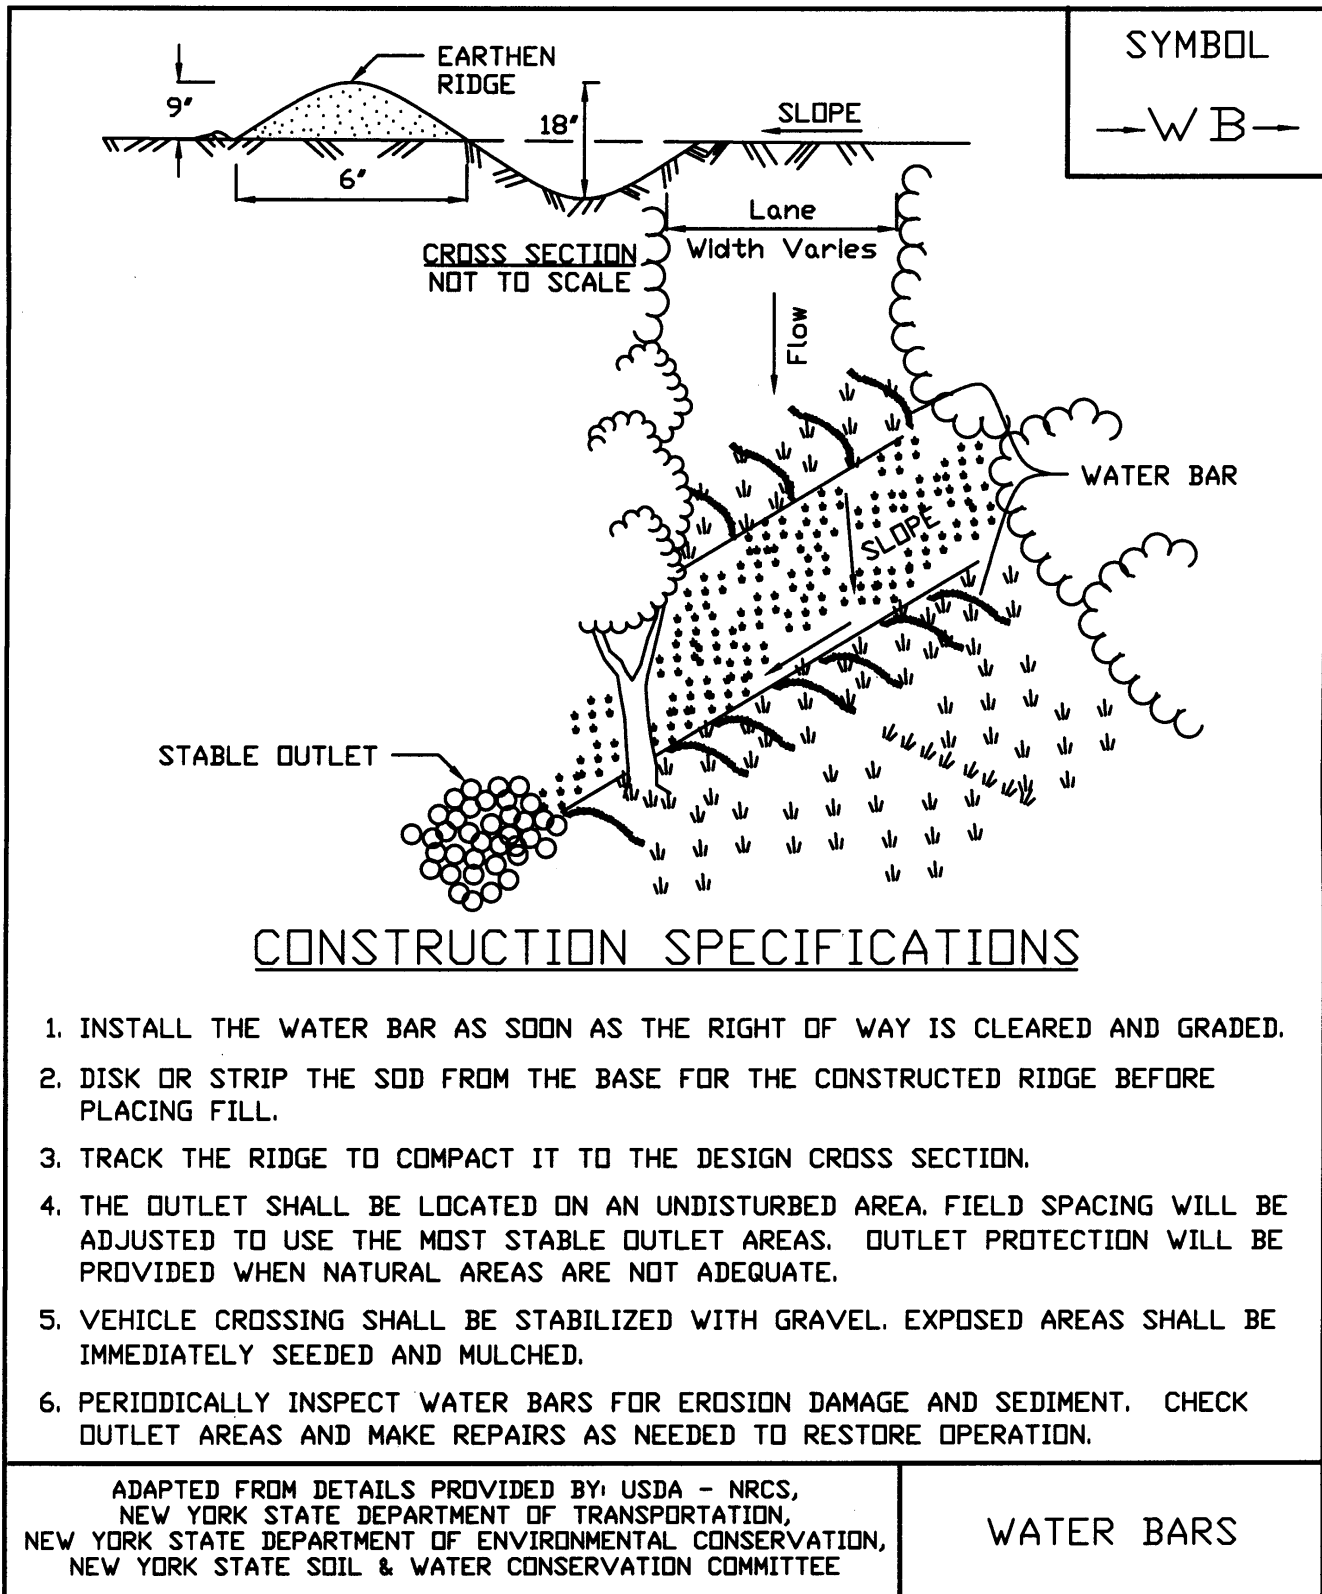 EARTHEN
RIDGE
9"
18"
SLOPE
6"
SYMBOL
W B
CROSS SECTION
NOT TO SCALE
Lane
Width Varies
Flow
WATER BAR
SLOPE
STABLE OUTLET
CONSTRUCTION SPECIFICATIONS
1. INSTALL THE WATER BAR AS SOON AS THE RIGHT OF WAY IS CLEARED AND GRADED.
2. DISK OR STRIP THE SOD FROM THE BASE FOR THE CONSTRUCTED RIDGE BEFORE
PLACING FILL.
3. TRACK THE RIDGE TO COMPACT IT TO THE DESIGN CROSS SECTION.
4. THE OUTLET SHALL BE LOCATED ON AN UNDISTURBED AREA. FIELD SPACING WILL BE
ADJUSTED TO USE THE MOST STABLE OUTLET AREAS. OUTLET PROTECTION WILL BE
PROVIDED WHEN NATURAL AREAS ARE NOT ADEQUATE.
5. VEHICLE CROSSING SHALL BE STABILIZED WITH GRAVEL. EXPOSED AREAS SHALL BE
IMMEDIATELY SEEDED AND MULCHED.
6. PERIODICALLY INSPECT WATER BARS FOR EROSION DAMAGE AND SEDIMENT. CHECK
OUTLET AREAS AND MAKE REPAIRS AS NEEDED TO RESTORE OPERATION.
ADAPTED FROM DETAILS PROVIDED BY: USDA - NRCS,
NEW YORK STATE DEPARTMENT OF TRANSPORTATION,
NEW YORK STATE DEPARTMENT OF ENVIRONMENTAL CONSERVATION,
NEW YORK STATE SOIL & WATER CONSERVATION COMMITTEE
WATER BARS